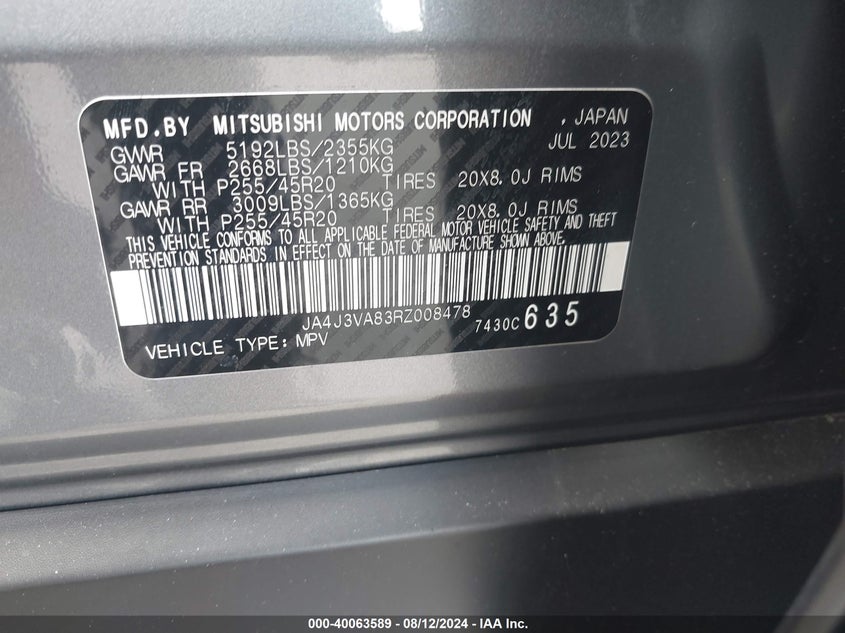 MFD.BY MITSUBISHI MOTORS CORPORATION , JAPAN
GVWR 5192LBS/2355KG JUL 2023
GAWR FR 2668LBS/1210KG
WITH P255/45R20 TIRES 20X8.0J RIMS
GAWR RR 3009LBS/1365KG
WITH P255/45R20 TIRES 20X8.0J RIMS
THIS VEHICLE CONFORMS TO ALL APPLICABLE FEDERAL MOTOR VEHICLE SAFETY AND THEFT
PREVENTION STANDARDS IN EFFECT ON THE DATE OF MANUFACTURE SHOWN ABOVE.
JA4J3VA83RZ008478 7430C 635
VEHICLE TYPE: MPV
000-40063589 - 08/12/2024 - IAA Inc.